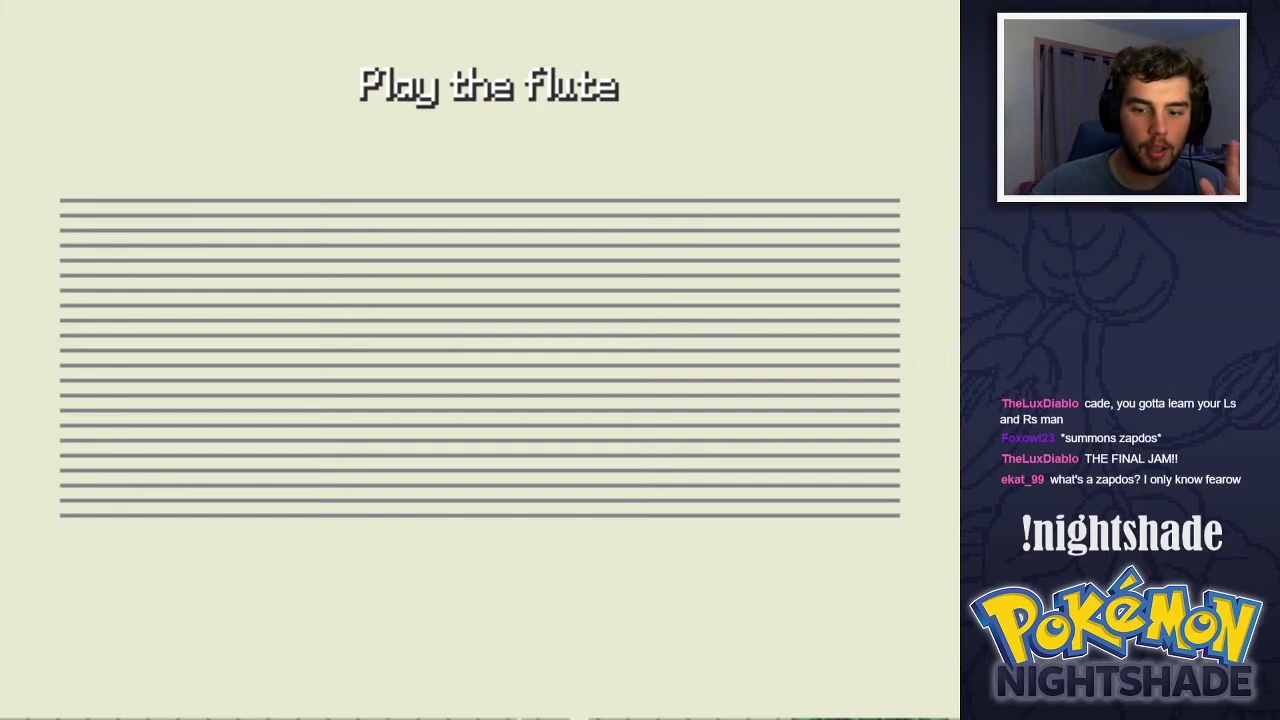 Play the flute
TheLuxDiablo cade, you gotta learn your Ls
and Rs man
Foxowl23 *summons zapdos*
TheLuxDiablo THE FINAL JAM!!
ekat_99 what's a zapdos? I only know fearow
!nightshade
POKéMON
NIGHTSHADE